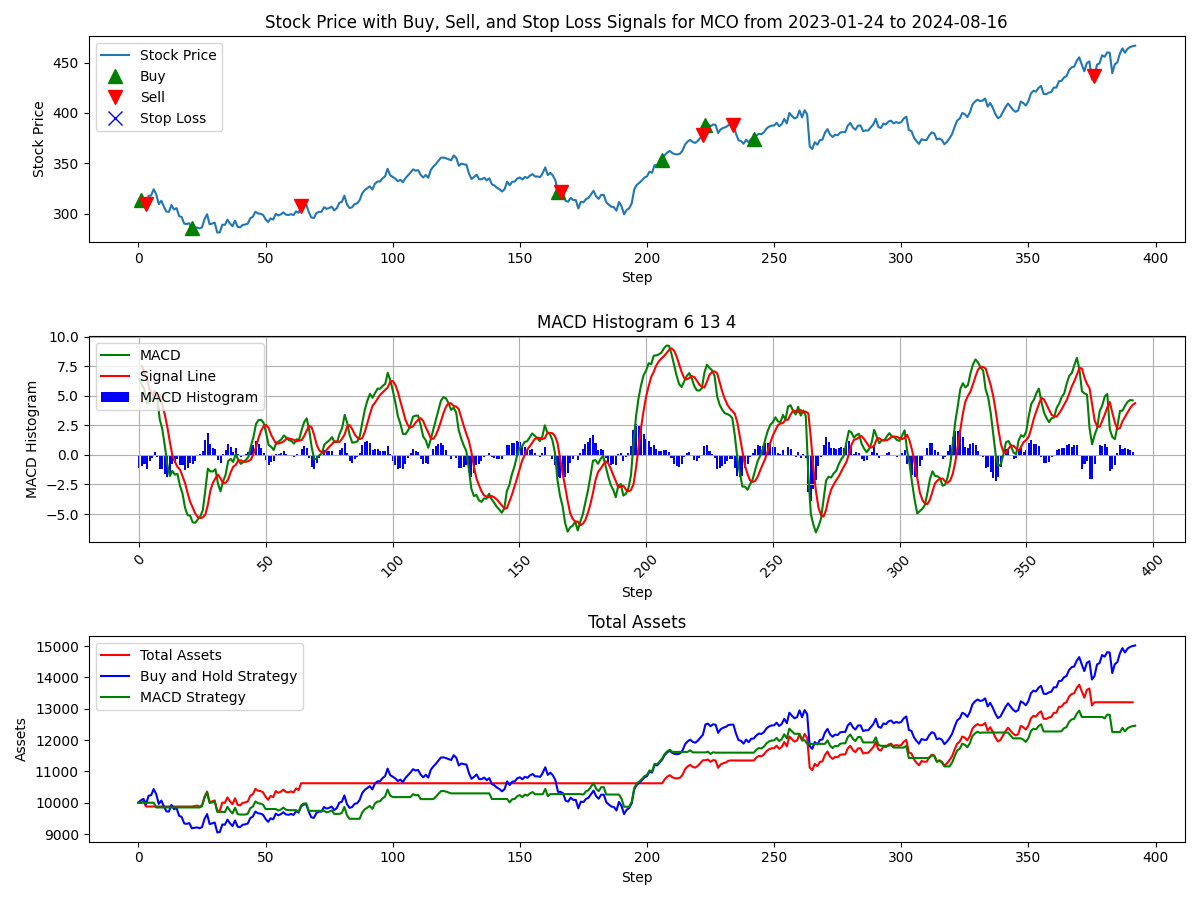 Stock Price with Buy, Sell, and Stop Loss Signals for MCO from 2023-01-24 to 2024-08-16
Stock Price
Buy
Sell
Stop Loss
450
400
350
300
Stock Price
0 50 100 150 200 250 300 350 400
Step
MACD Histogram 6 13 4
MACD
Signal Line
MACD Histogram
10.0
7.5
5.0
2.5
0.0
−2.5
−5.0
MACD Histogram
0 50 100 150 200 250 300 350 400
Step
Total Assets
Total Assets
Buy and Hold Strategy
MACD Strategy
15000
14000
13000
12000
11000
10000
9000
Assets
0 50 100 150 200 250 300 350 400
Step